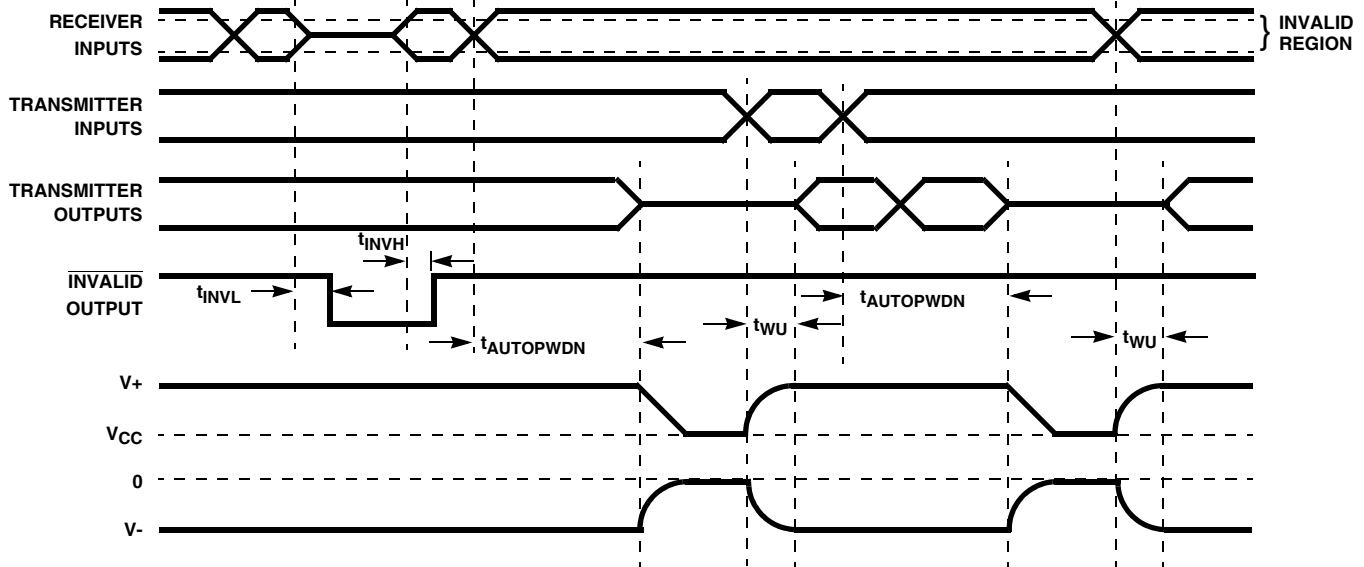 RECEIVER
INPUTS
} INVALID
REGION
TRANSMITTER
INPUTS
TRANSMITTER
OUTPUTS
tINVH
INVALID
OUTPUT
tINVL
tAUTOPWDN
tWU
tAUTOPWDN
tWU
V+
VCC
0
V-